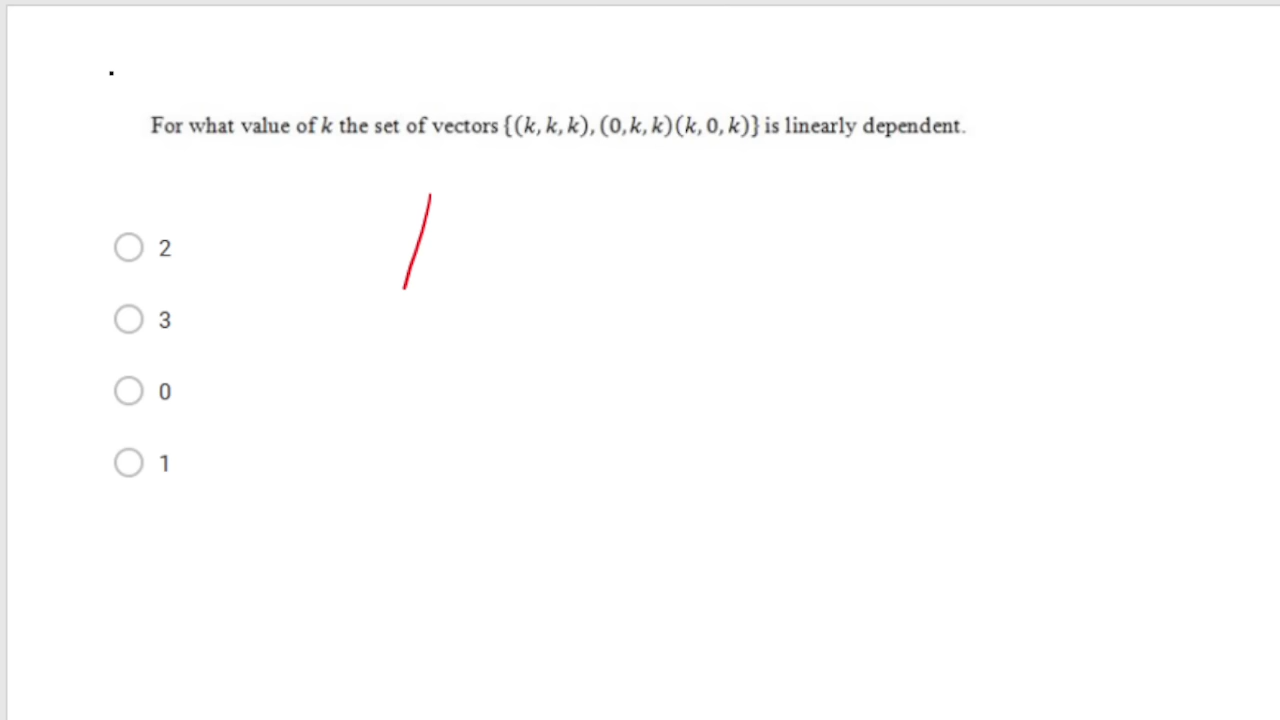 For what value of k the set of vectors {(k, k, k), (0, k, k)(k, 0, k)} is linearly dependent.
2
3
0
1